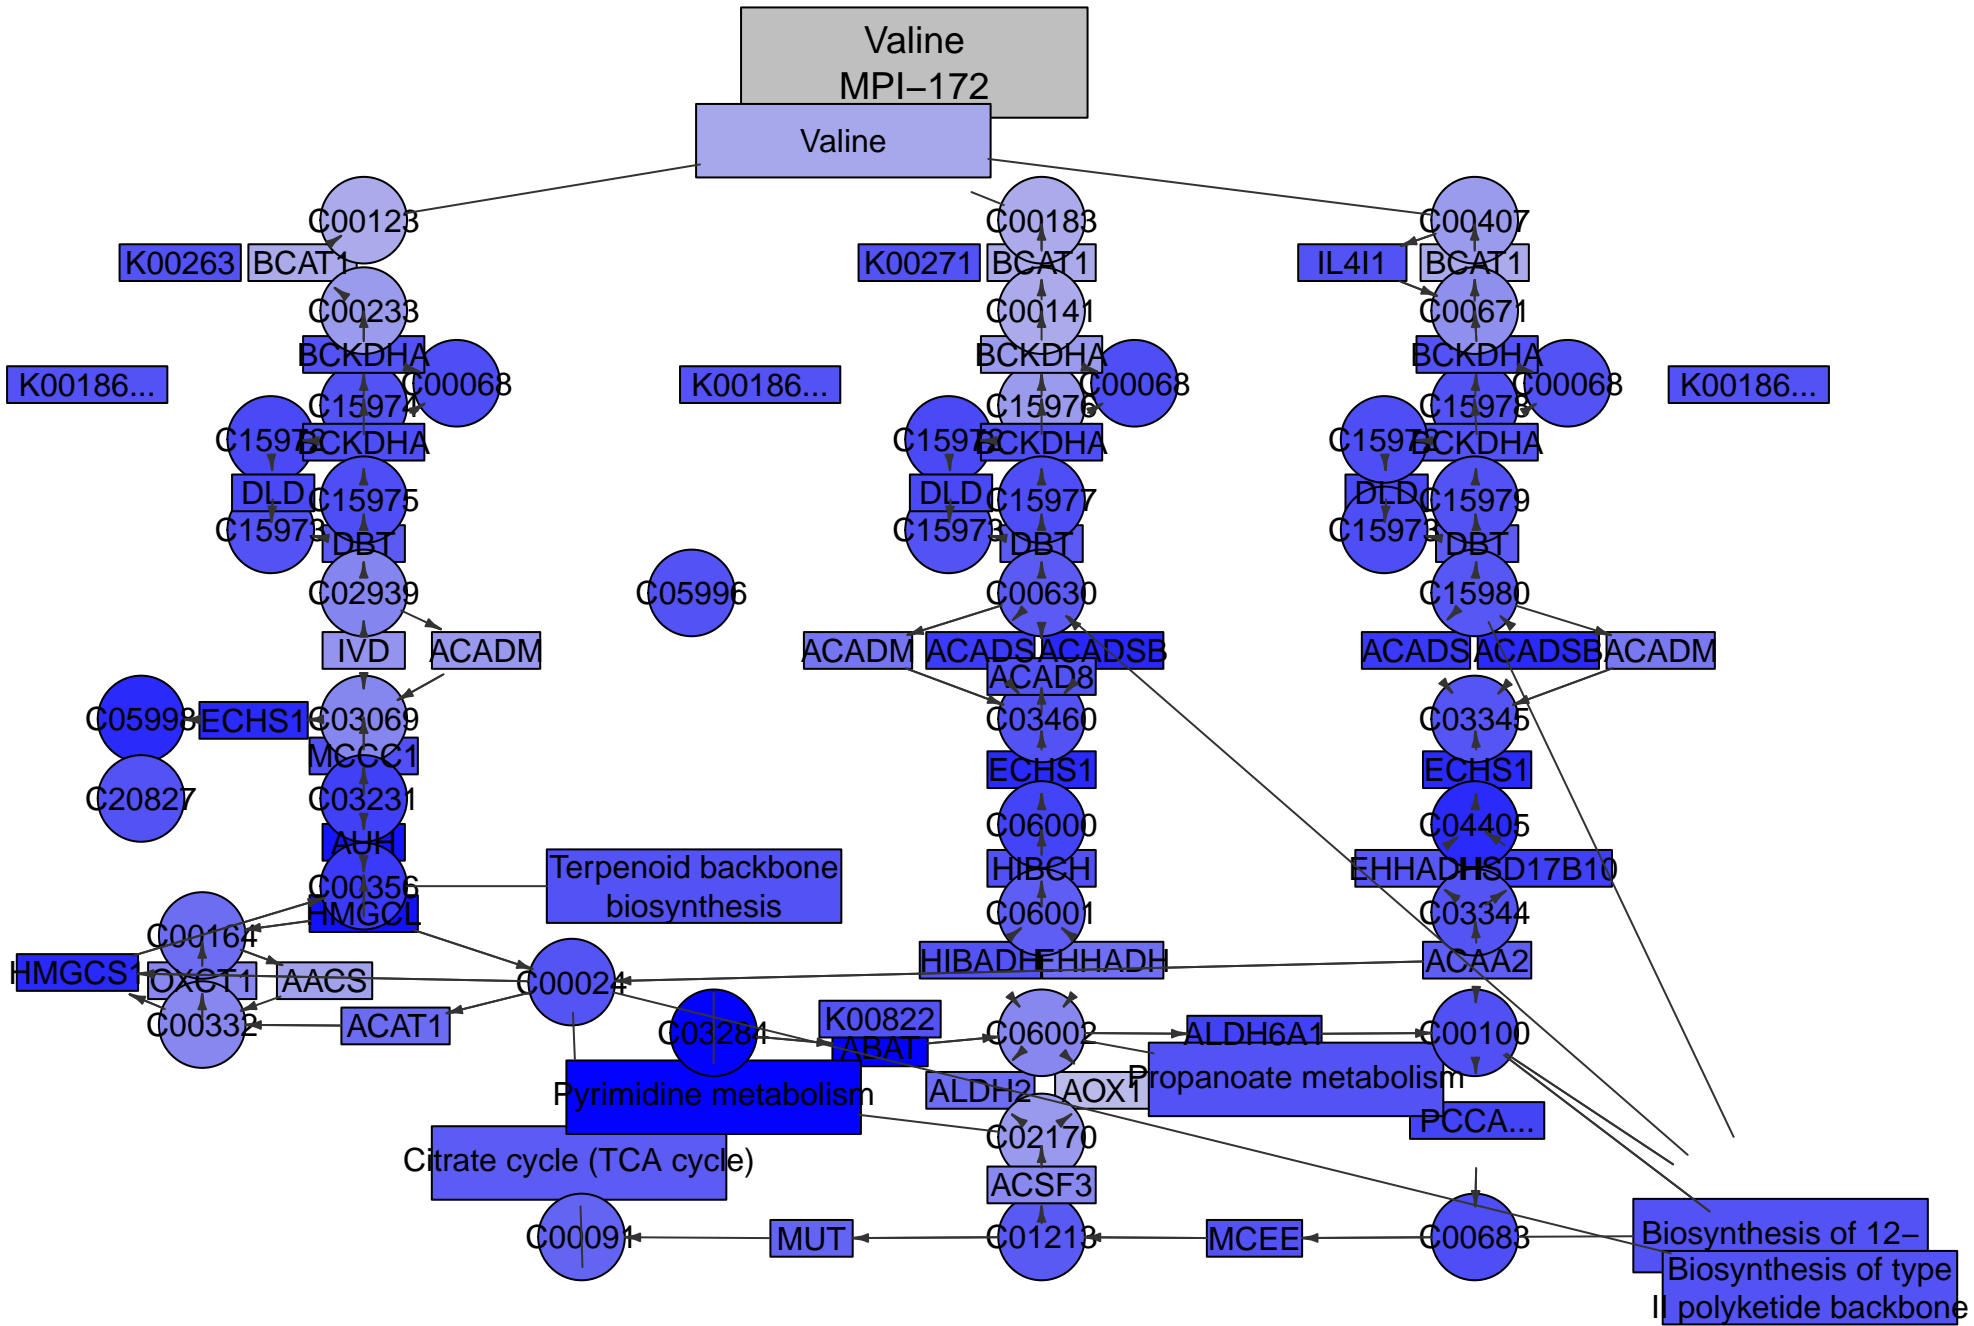 Valine
MPI−172
Valine
C00123
C00183
C00407
K00263
BCAT1
K00271
BCAT1
IL4I1
BCAT1
C00233
C00141
C00671
BCKDHA
BCKDHA
BCKDHA
K00186...
C00068
K00186...
C00068
C00068
K00186...
C15974
C15976
C15978
C15972
BCKDHA
C15972
BCKDHA
C15972
BCKDHA
DLD
C15975
DLD
C15977
DLD
C15979
C15973
DBT
C15973
DBT
C15973
DBT
C02939
C05996
C00630
C15980
IVD
ACADM
ACADM
ACADS
ACADSB
ACADS
ACADSB
ACADM
ACAD8
C05998
ECHS1
C03069
C03460
C03345
MCCC1
ECHS1
ECHS1
C20827
C03231
C06000
C04405
AUH
HIBCH
EHHADH
HSD17B10
Terpenoid backbone
biosynthesis
C00356
HMGCL
C06001
C03344
C00164
HIBADH
EHHADH
ACAA2
HMGCS1
OXCT1
AACS
C00024
C00332
ACAT1
C03284
K00822
ABAT
C06002
ALDH6A1
C00100
Pyrimidine metabolism
ALDH2
AOX1
Propanoate metabolism
PCCA...
C02170
Citrate cycle (TCA cycle)
ACSF3
C00091
MUT
C01213
MCEE
C00683
Biosynthesis of 12−
Biosynthesis of type
II polyketide backbone